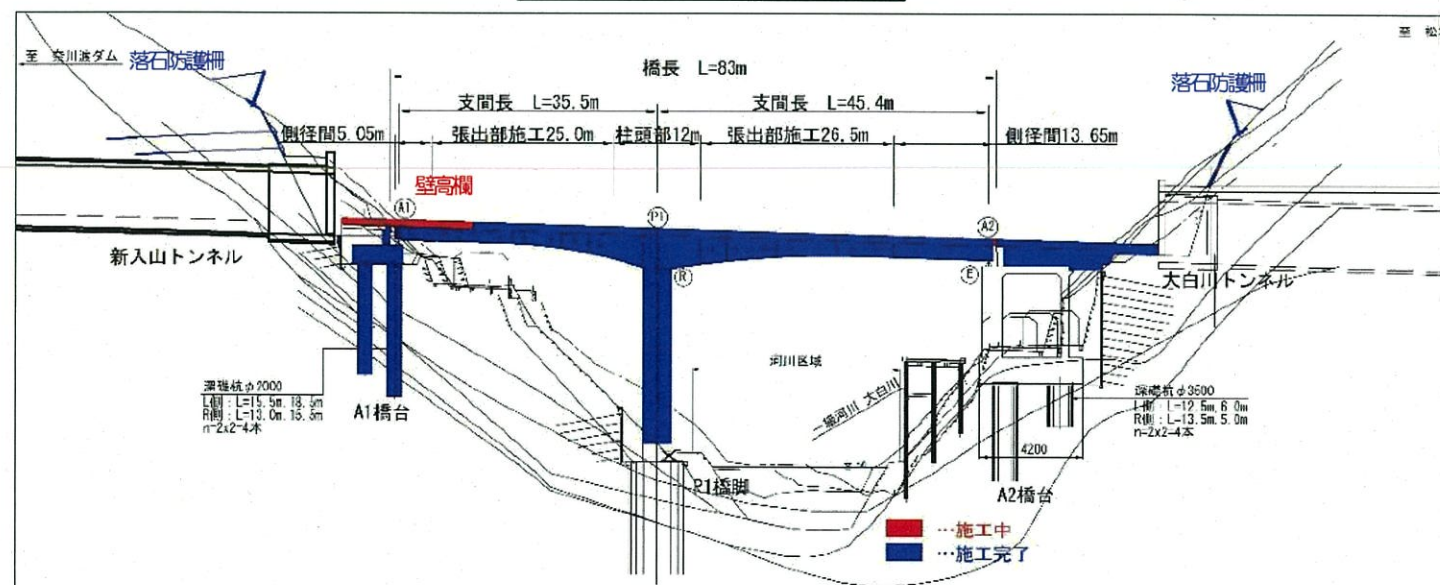 至 奈川渡ダム
落石防護柵
橋長 L=83m
至 松
落石防護柵
支間長 L=35.5m
支間長 L=45.4m
側径間5.05m
張出部施工25.0m
柱頭部12m
張出部施工26.5m
側径間13.65m
壁高欄
A1
P1
A2
新入山トンネル
R
E
大白川トンネル
河川区域
一級河川 大白川
深礎杭φ2000
L側：L=15.5m,18.5m
R側：L=13.0m,15.5m
n=2x2=4本
A1橋台
深礎杭φ3500
L側：L=12.5m,6.0m
R側：L=13.5m,5.0m
n=2x2=4本
4200
P1橋脚
A2橋台
…施工中
…施工完了